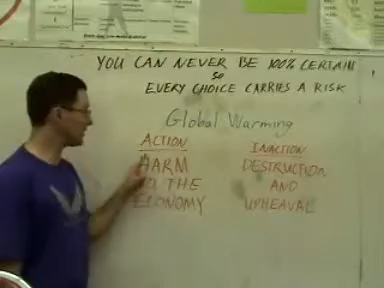 YOU CAN NEVER BE 100% CERTAIN
SO
EVERY CHOICE CARRIES A RISK
Global Warming
ACTION
HARM
TO THE
ECONOMY
INACTION
DESTRUCTION
AND
UPHEAVAL